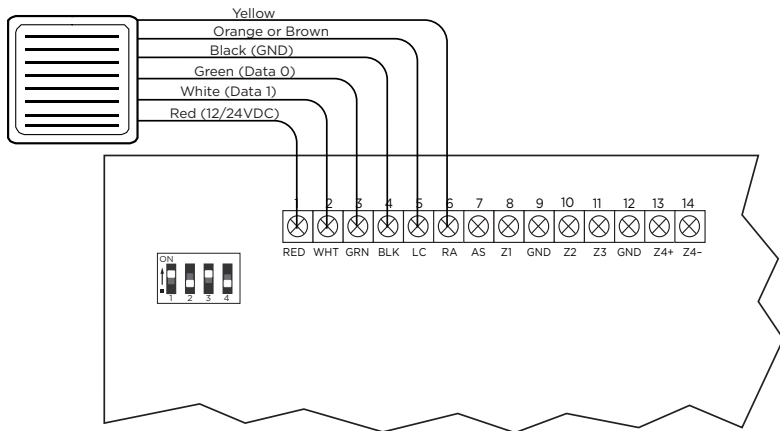 Yellow
Orange or Brown
Black (GND)
Green (Data 0)
White (Data 1)
Red (12/24VDC)
1 2 3 4 5 6 7 8 9 10 11 12 13 14
RED WHT GRN BLK LC RA AS Z1 GND Z2 Z3 GND Z4+ Z4–
ON
1 2 3 4